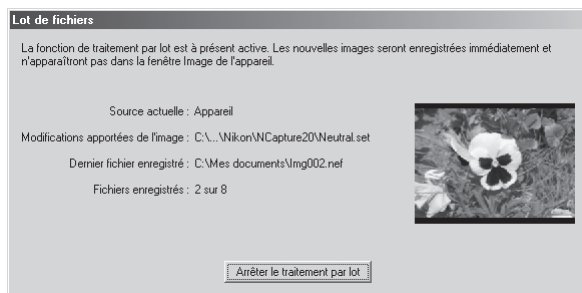 Lot de fichiers
La fonction de traitement par lot est à présent active. Les nouvelles images seront enregistrées immédiatement et
n'apparaîtront pas dans la fenêtre Image de l'appareil.
Source actuelle : Appareil
Modifications apportées de l'image : C:\...\Nikon\NCapture20\Neutral.set
Dernier fichier enregistré : C:\Mes documents\Img002.nef
Fichiers enregistrés : 2 sur 8
Arrêter le traitement par lot